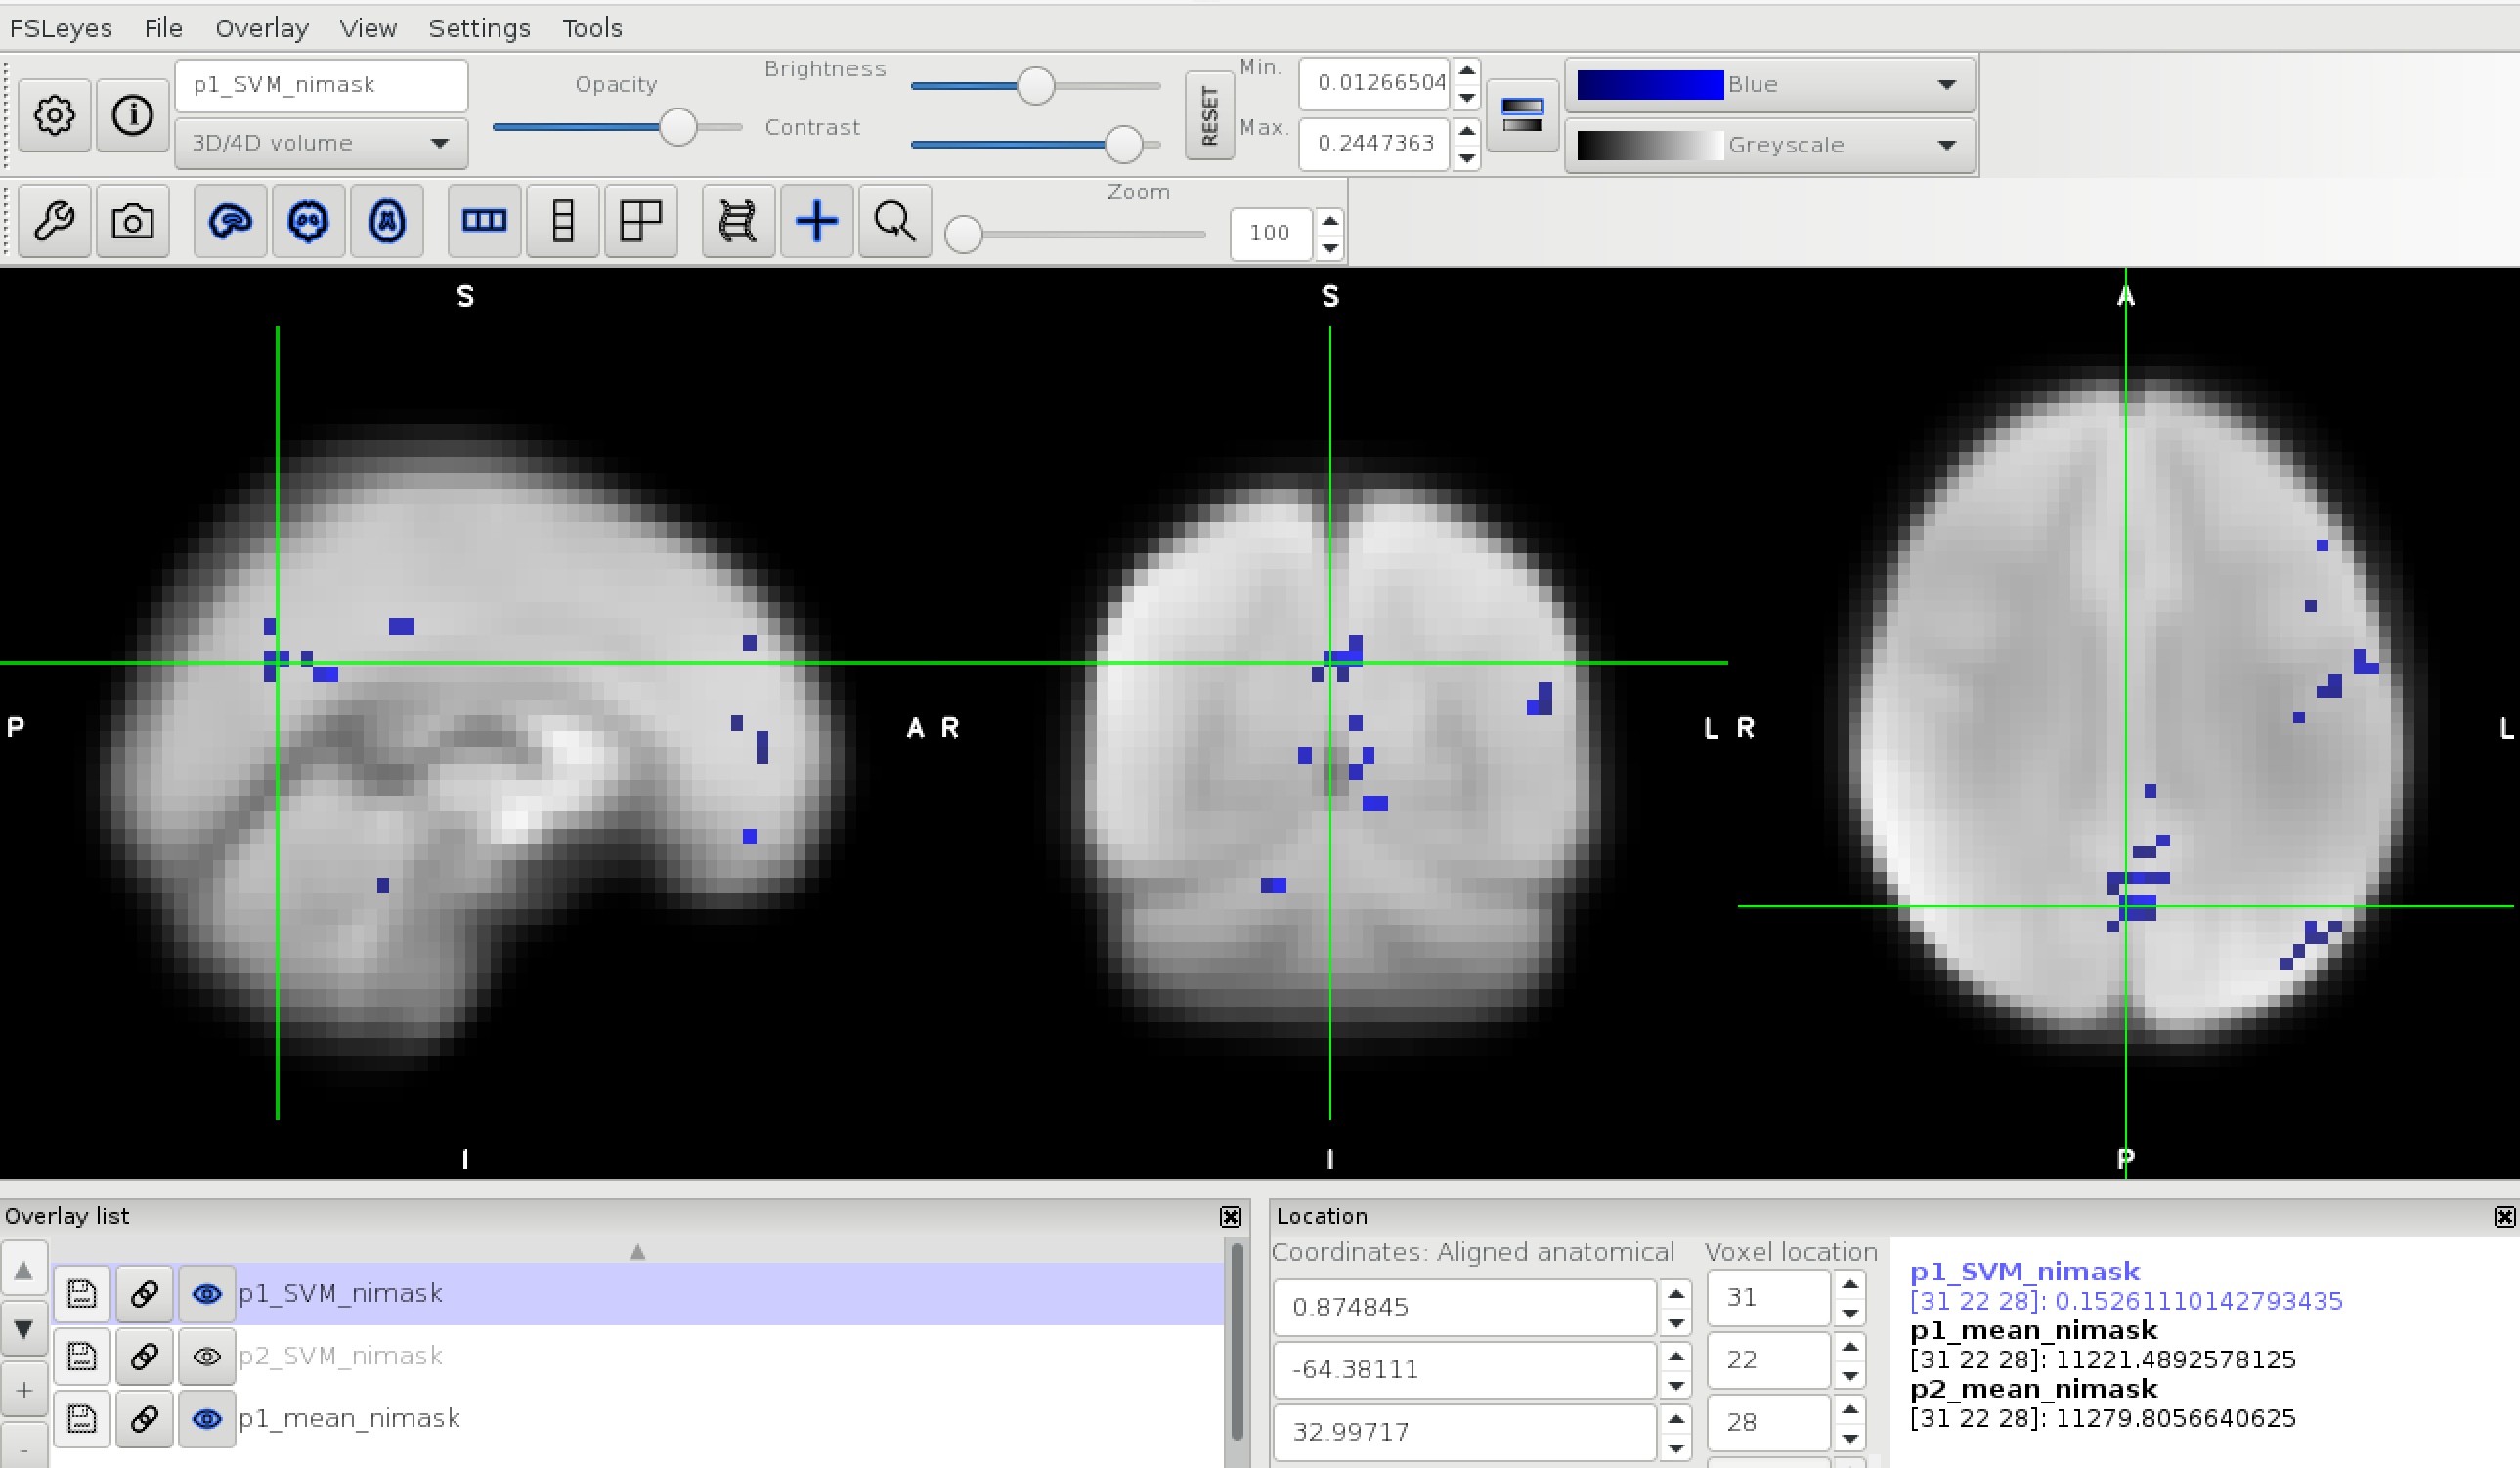 FSLeyes File Overlay View Settings Tools
p1_SVM_nimask
3D/4D volume
Opacity
Brightness
Contrast
RESET
Min. 0.01266504
Max. 0.2447363
Blue
Greyscale
Zoom
100
S S A
P A R L R L
I I P
Overlay list
p1_SVM_nimask
p2_SVM_nimask
p1_mean_nimask
Location
Coordinates: Aligned anatomical Voxel location
0.874845 31
-64.38111 22
32.99717 28
p1_SVM_nimask
[31 22 28]: 0.15261110142793435
p1_mean_nimask
[31 22 28]: 11221.4892578125
p2_mean_nimask
[31 22 28]: 11279.8056640625